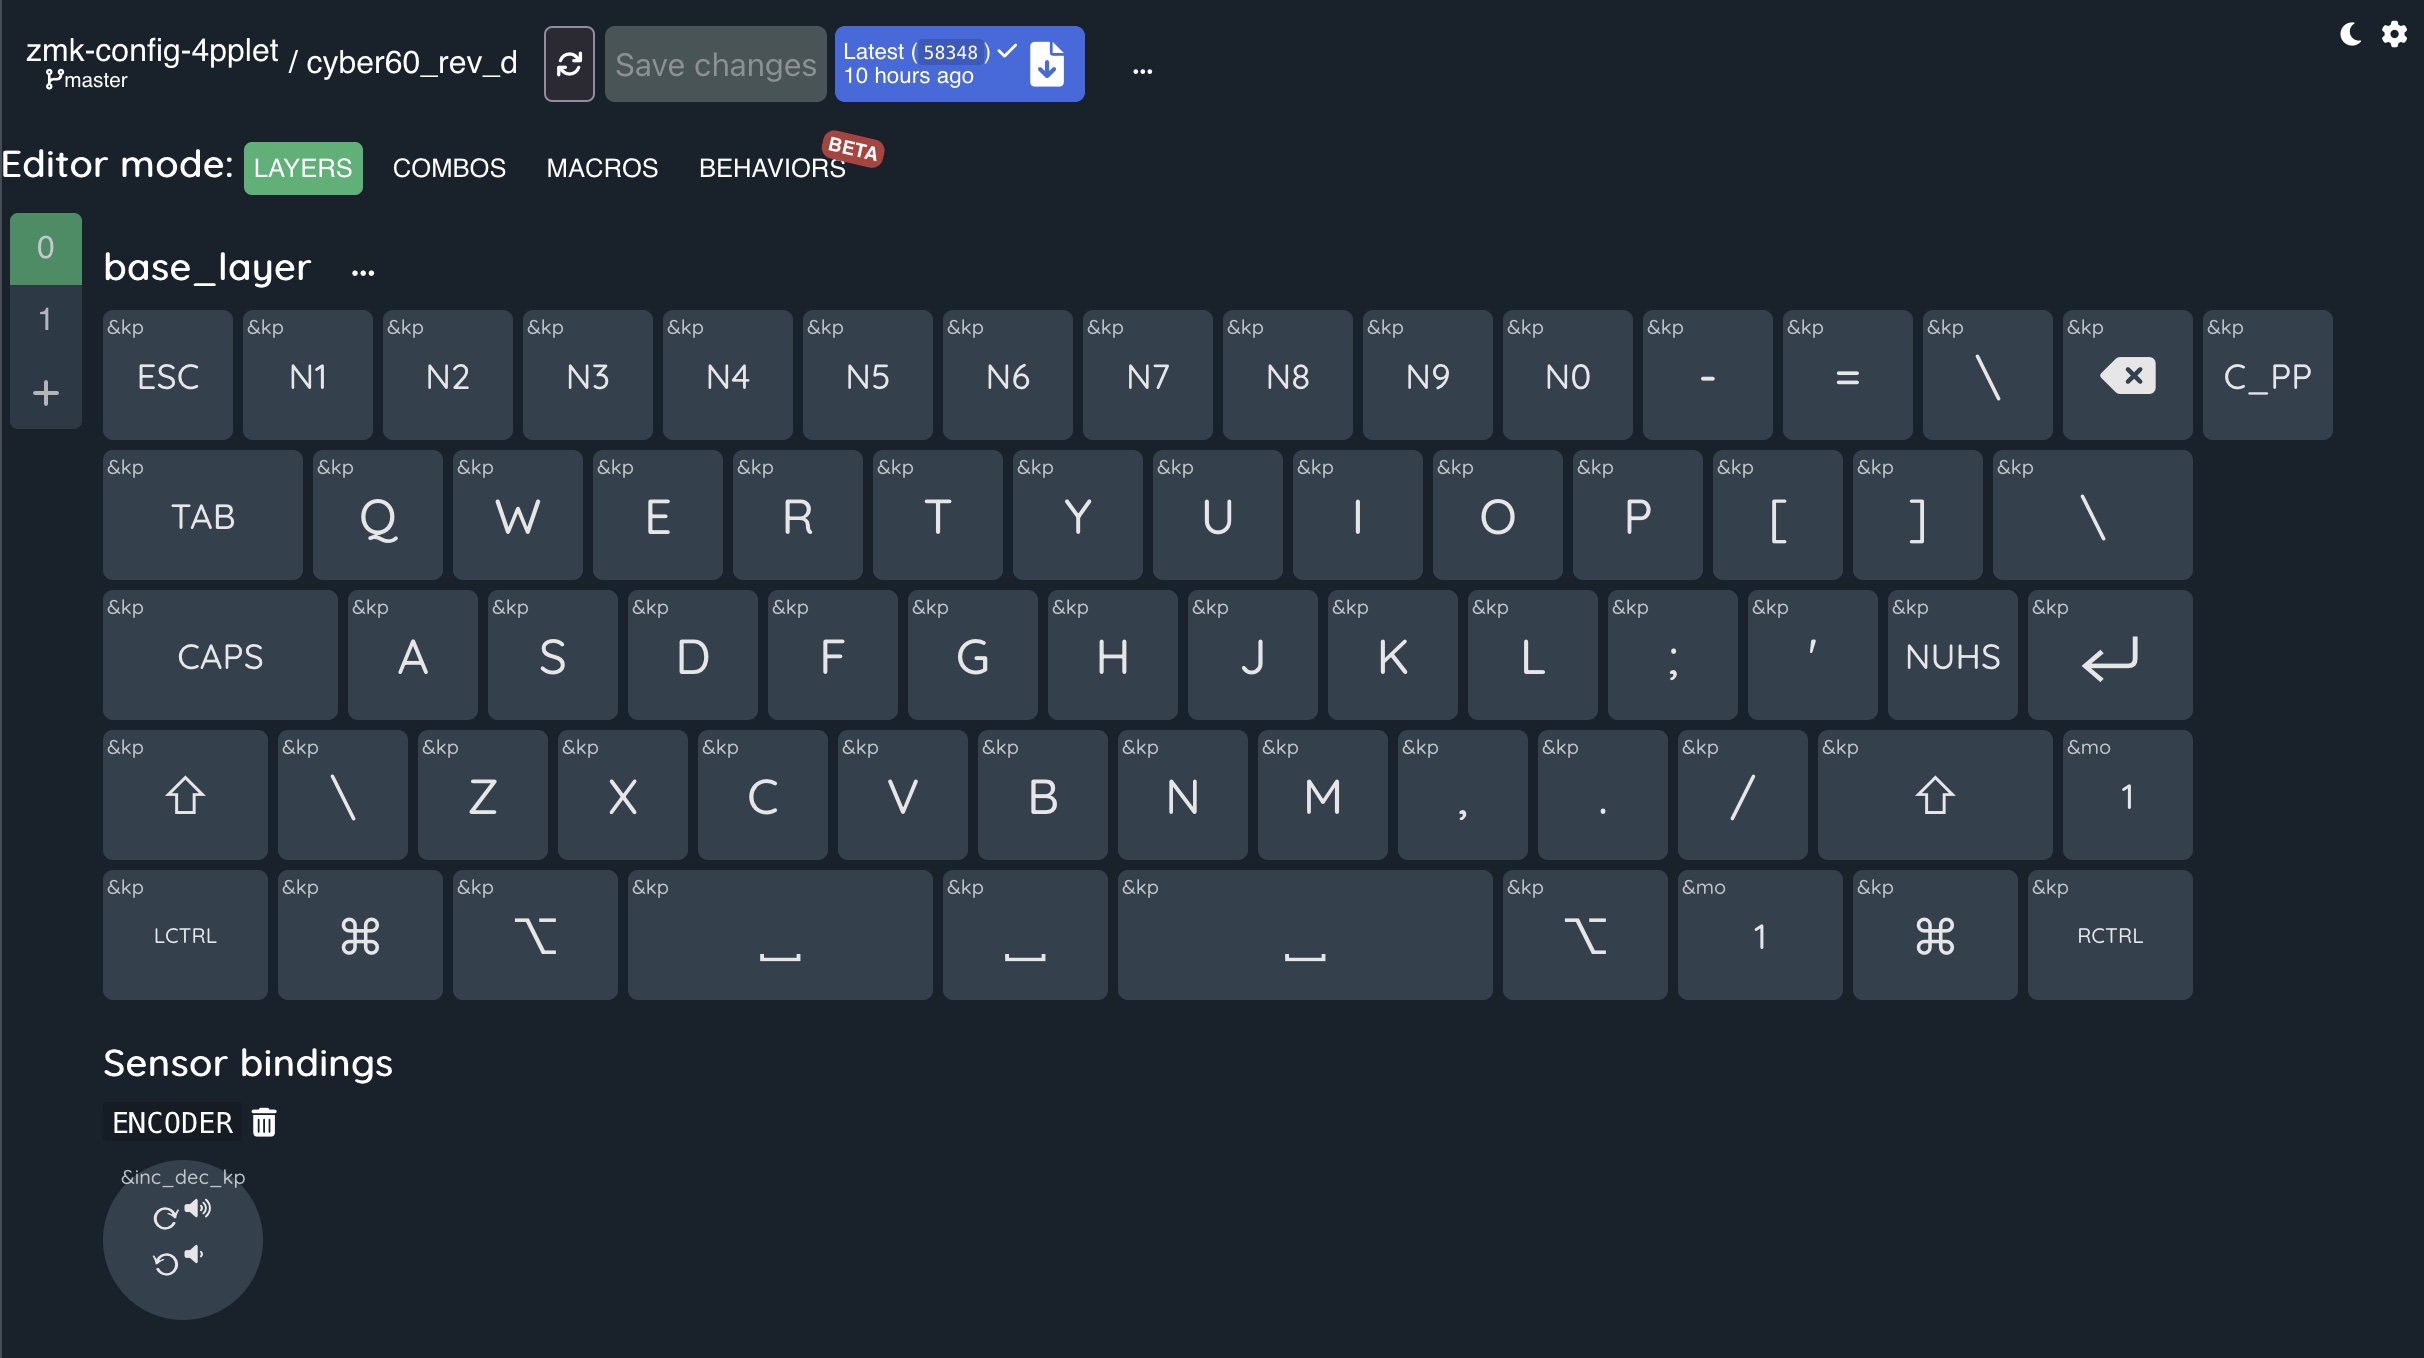 zmk-config-4pplet / cyber60_rev_d
master
Save changes
Latest (58348)
10 hours ago
...
Editor mode: LAYERS COMBOS MACROS BEHAVIORS BETA
0
1
+
base_layer ...
&kp &kp &kp &kp &kp &kp &kp &kp &kp &kp &kp &kp &kp &kp &kp &kp
ESC N1 N2 N3 N4 N5 N6 N7 N8 N9 N0 - = \ C_PP
&kp &kp &kp &kp &kp &kp &kp &kp &kp &kp &kp &kp &kp &kp
TAB Q W E R T Y U I O P [ ] \
&kp &kp &kp &kp &kp &kp &kp &kp &kp &kp &kp &kp &kp &kp
CAPS A S D F G H J K L ; ' NUHS ↵
&kp &kp &kp &kp &kp &kp &kp &kp &kp &kp &kp &kp &kp &mo
⇧ \ Z X C V B N M , . / ⇧ 1
&kp &kp &kp &kp &kp &kp &kp &mo &kp &kp
LCTRL ⌘ ⌥ ⎵ ⎵ ⎵ ⌥ 1 ⌘ RCTRL
Sensor bindings
ENCODER
&inc_dec_kp